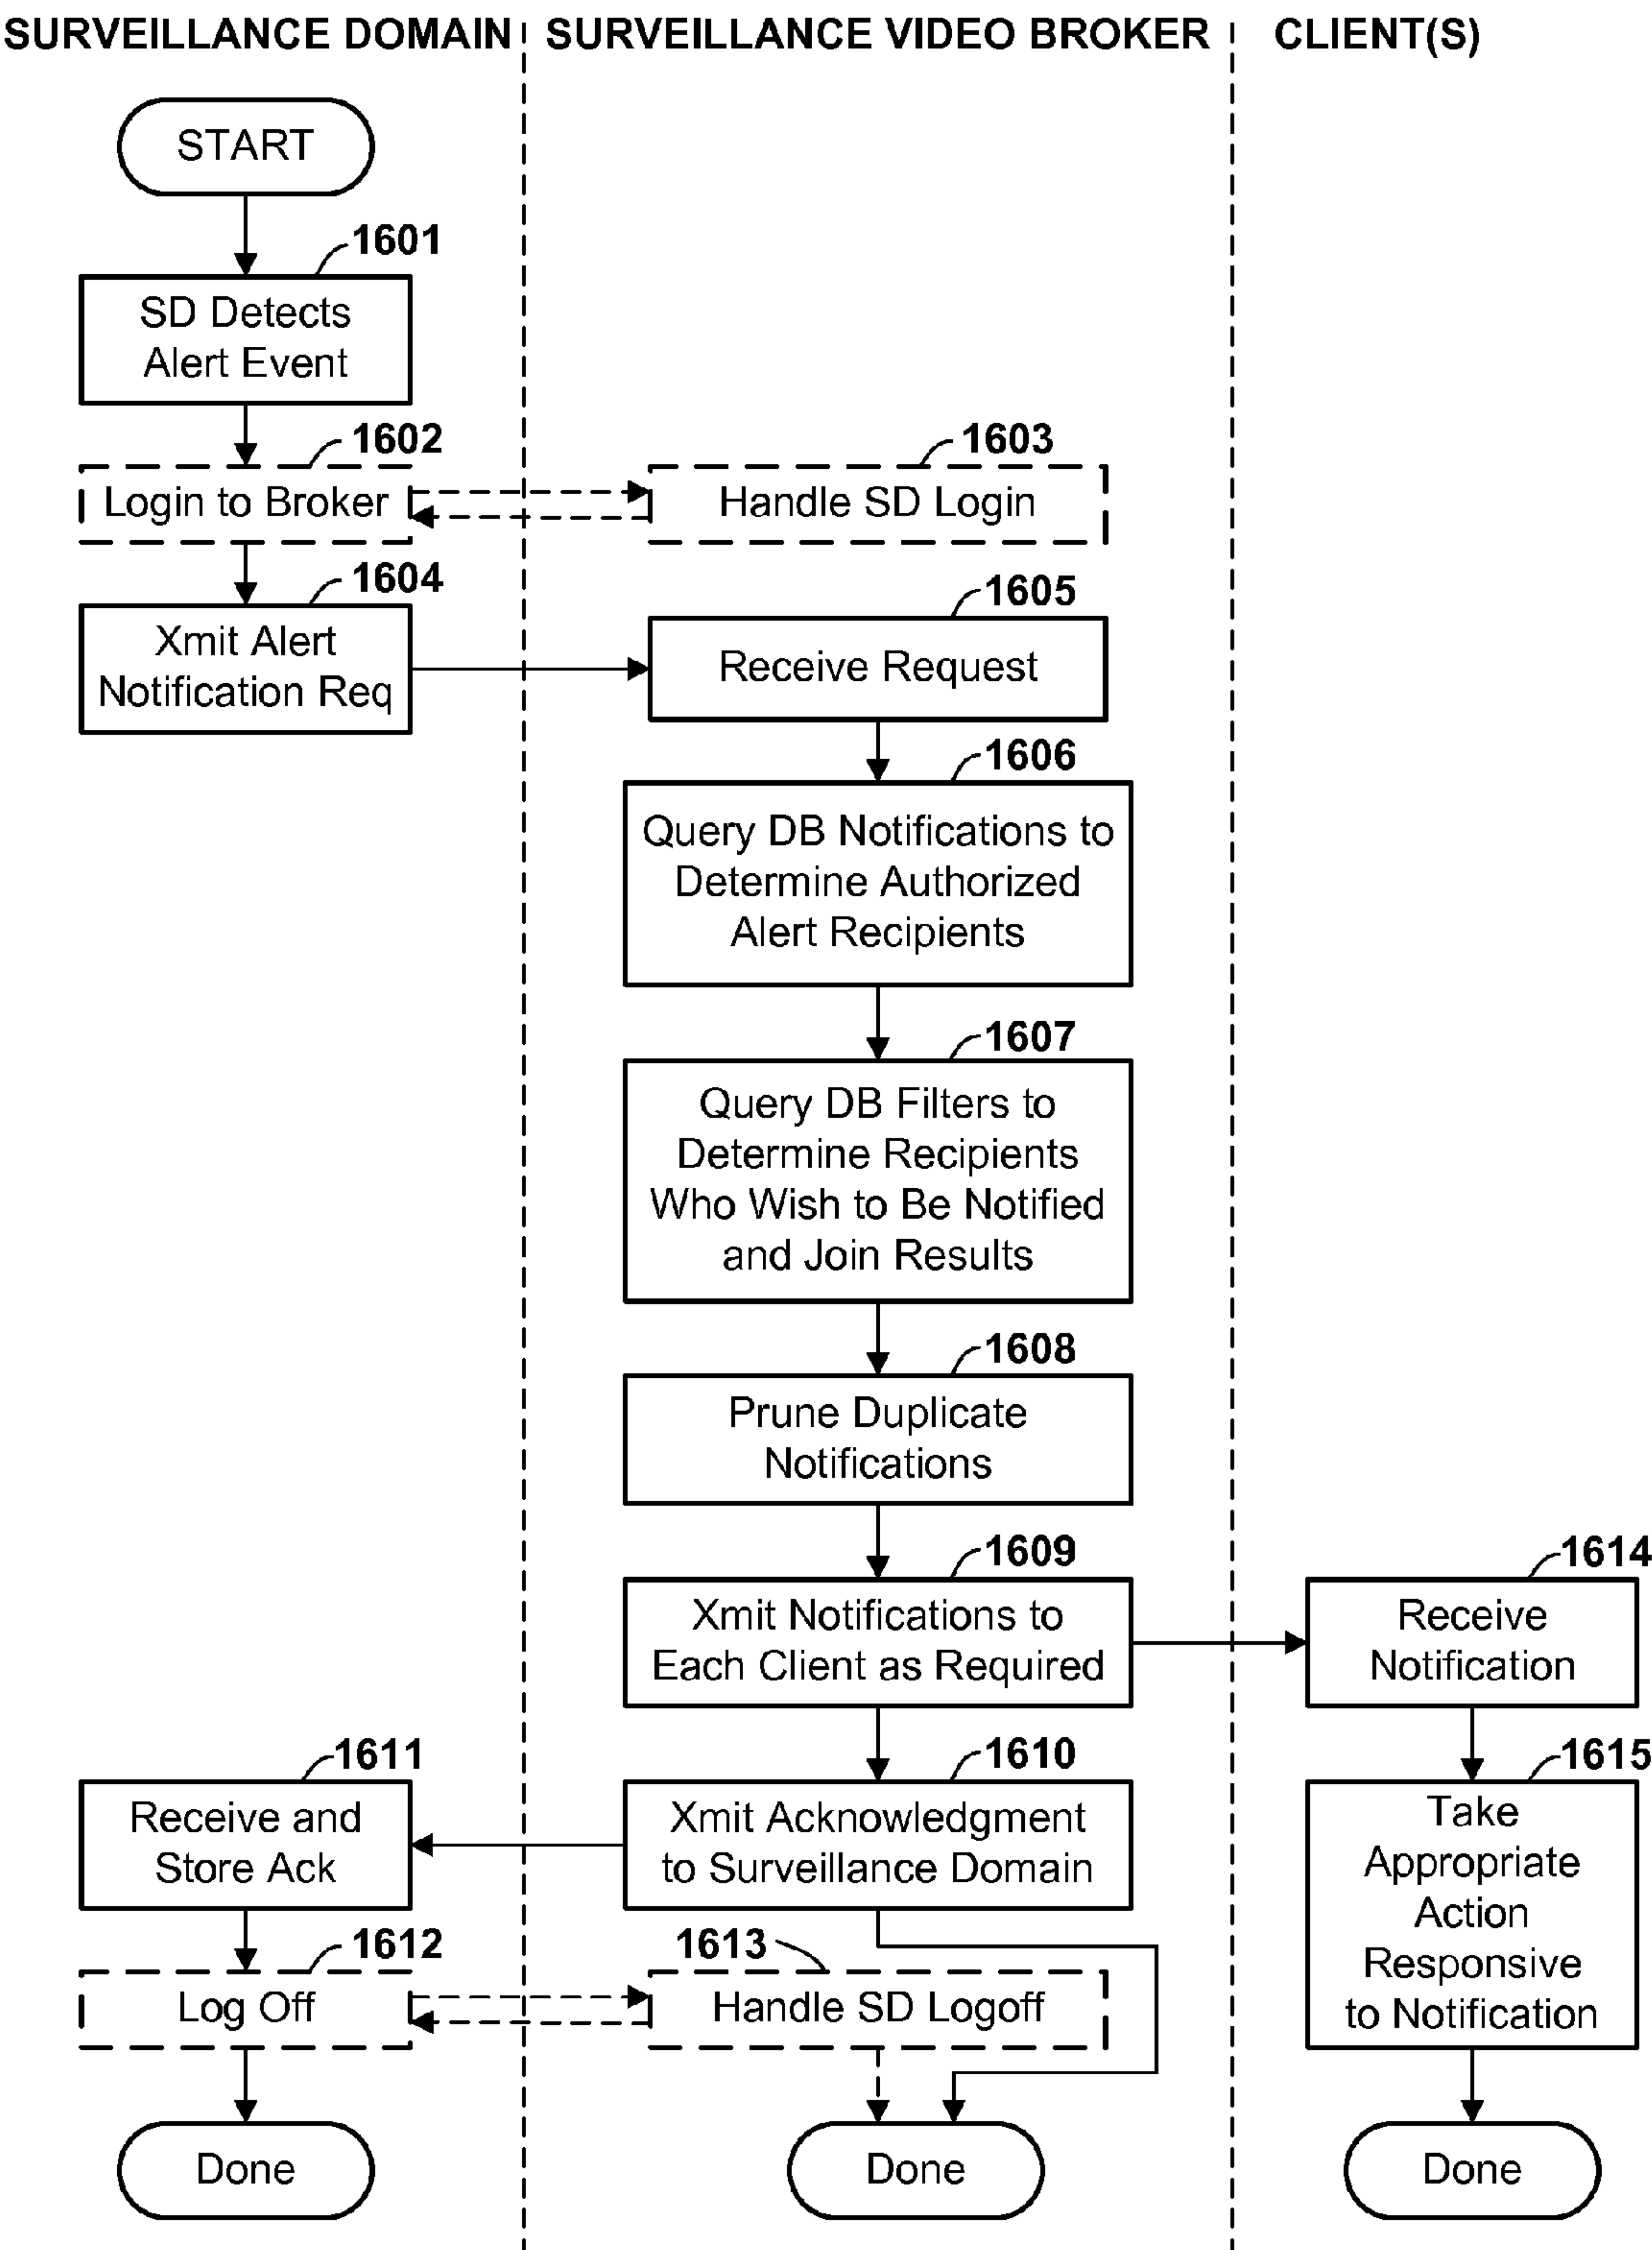 SURVEILLANCE DOMAIN
SURVEILLANCE VIDEO BROKER
CLIENT(S)
START
1601
SD Detects
Alert Event
1602
Login to Broker
1603
Handle SD Login
1604
Xmit Alert
Notification Req
1605
Receive Request
1606
Query DB Notifications to
Determine Authorized
Alert Recipients
1607
Query DB Filters to
Determine Recipients
Who Wish to Be Notified
and Join Results
1608
Prune Duplicate
Notifications
1609
Xmit Notifications to
Each Client as Required
1614
Receive
Notification
1610
Xmit Acknowledgment
to Surveillance Domain
1611
Receive and
Store Ack
1615
Take
Appropriate
Action
Responsive
to Notification
1612
Log Off
1613
Handle SD Logoff
Done
Done
Done